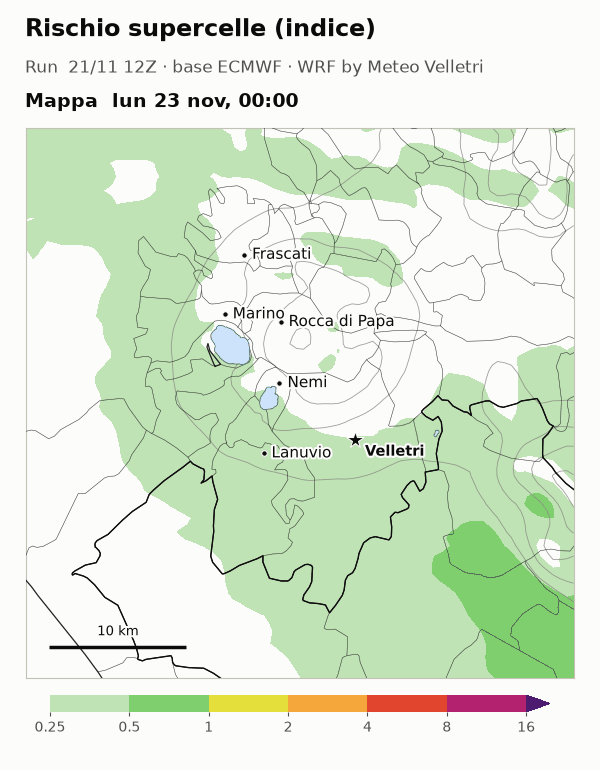 Rischio supercelle (indice)
Run  21/11 12Z · base ECMWF · WRF by Meteo Velletri
Mappa  lun 23 nov, 00:00
Frascati
Marino
Rocca di Papa
Nemi
Velletri
Lanuvio
10 km
0.25 0.5 1 2 4 8 16